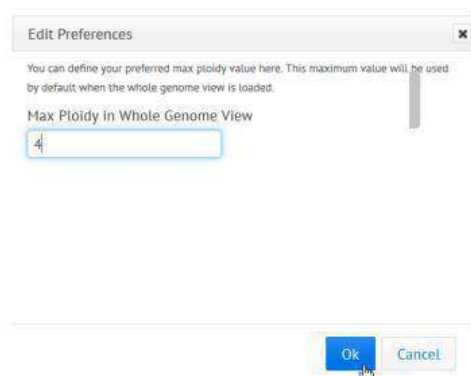 Edit Preferences
You can define your preferred max ploidy value here. This maximum value will be used
by default when the whole genome view is loaded.
Max Ploidy in Whole Genome View
4
Ok
Cancel